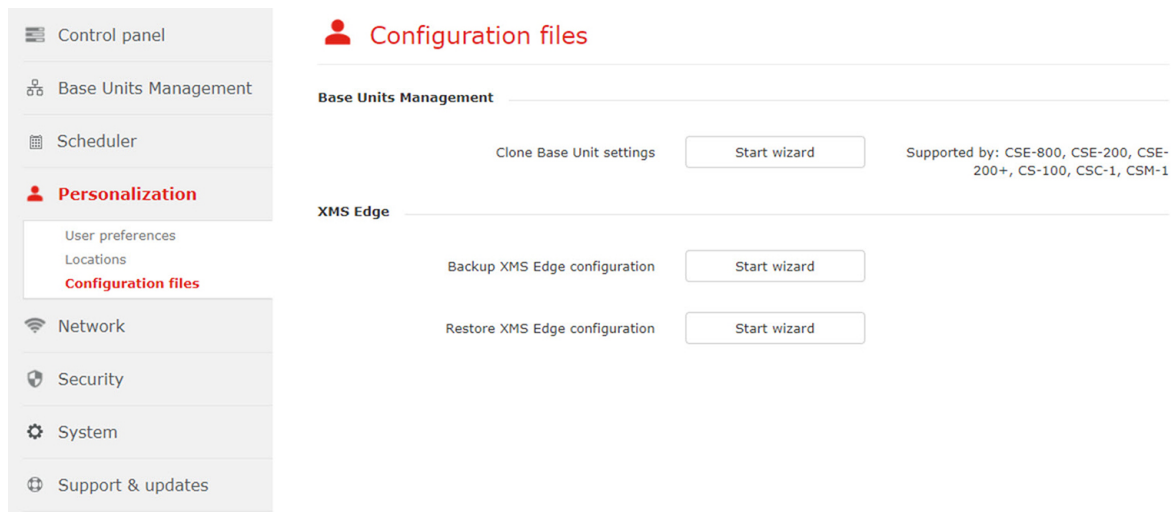 Control panel
Base Units Management
Scheduler
Personalization
User preferences
Locations
Configuration files
Network
Security
System
Support & updates
Configuration files
Base Units Management
Clone Base Unit settings
Start wizard
Supported by: CSE-800, CSE-200, CSE-
200+, CS-100, CSC-1, CSM-1
XMS Edge
Backup XMS Edge configuration
Start wizard
Restore XMS Edge configuration
Start wizard